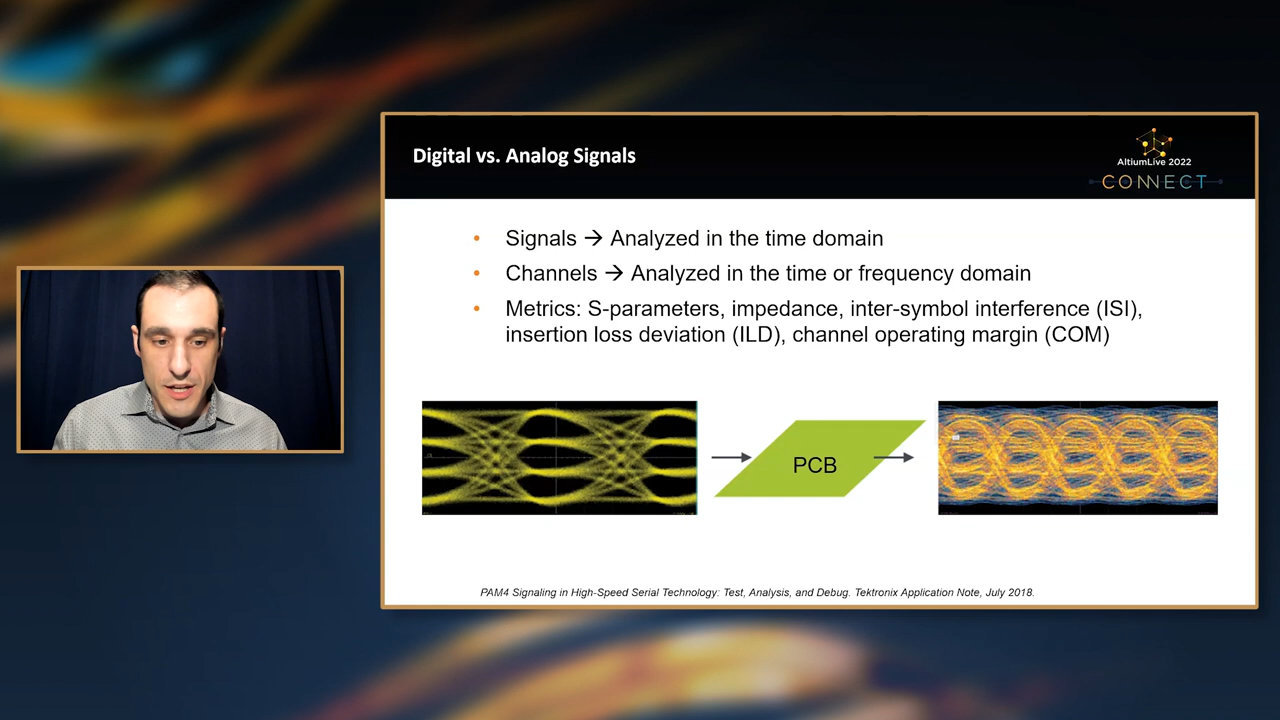 Digital vs. Analog Signals
AltiumLive 2022
CONNECT
• Signals → Analyzed in the time domain
• Channels → Analyzed in the time or frequency domain
• Metrics: S-parameters, impedance, inter-symbol interference (ISI),
insertion loss deviation (ILD), channel operating margin (COM)
PCB
PAM4 Signaling in High-Speed Serial Technology: Test, Analysis, and Debug. Tektronix Application Note, July 2018.